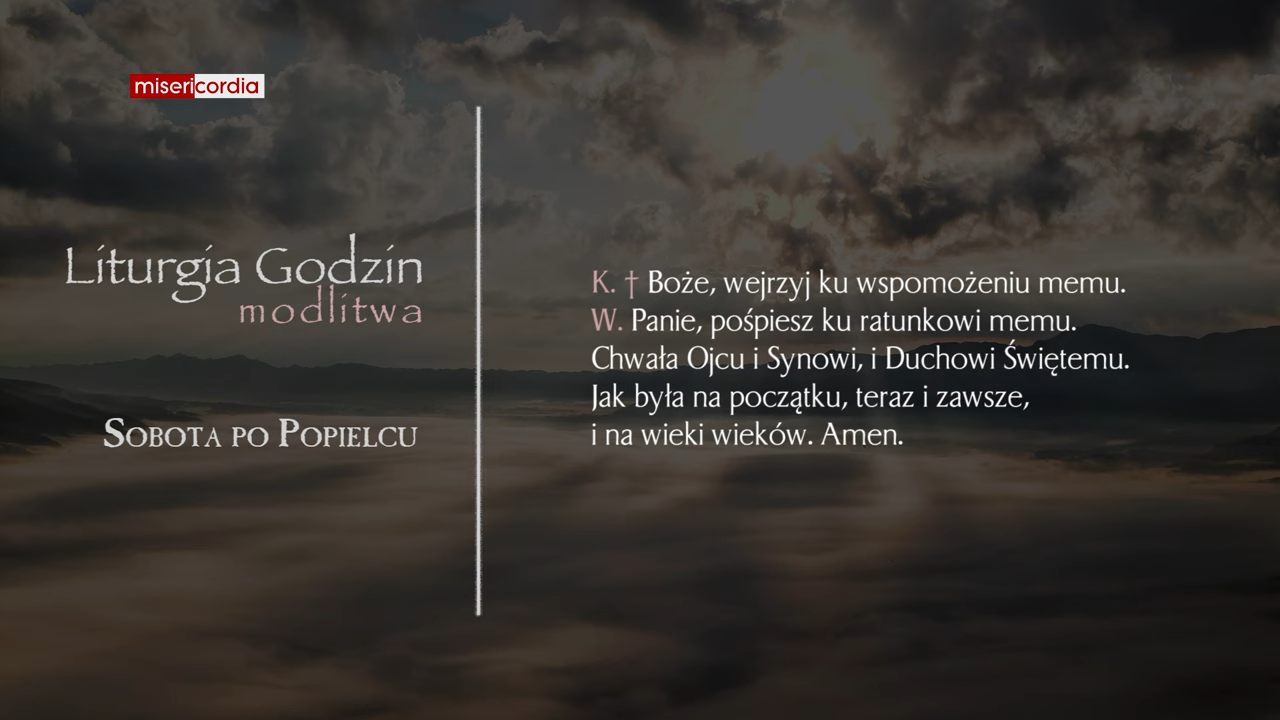 misericordia
Liturgia Godzin
modlitwa
Sobota po Popielcu
K. † Boże, wejrzyj ku wspomożeniu memu.
W. Panie, pośpiesz ku ratunkowi memu.
Chwała Ojcu i Synowi, i Duchowi Świętemu.
Jak była na początku, teraz i zawsze,
i na wieki wieków. Amen.